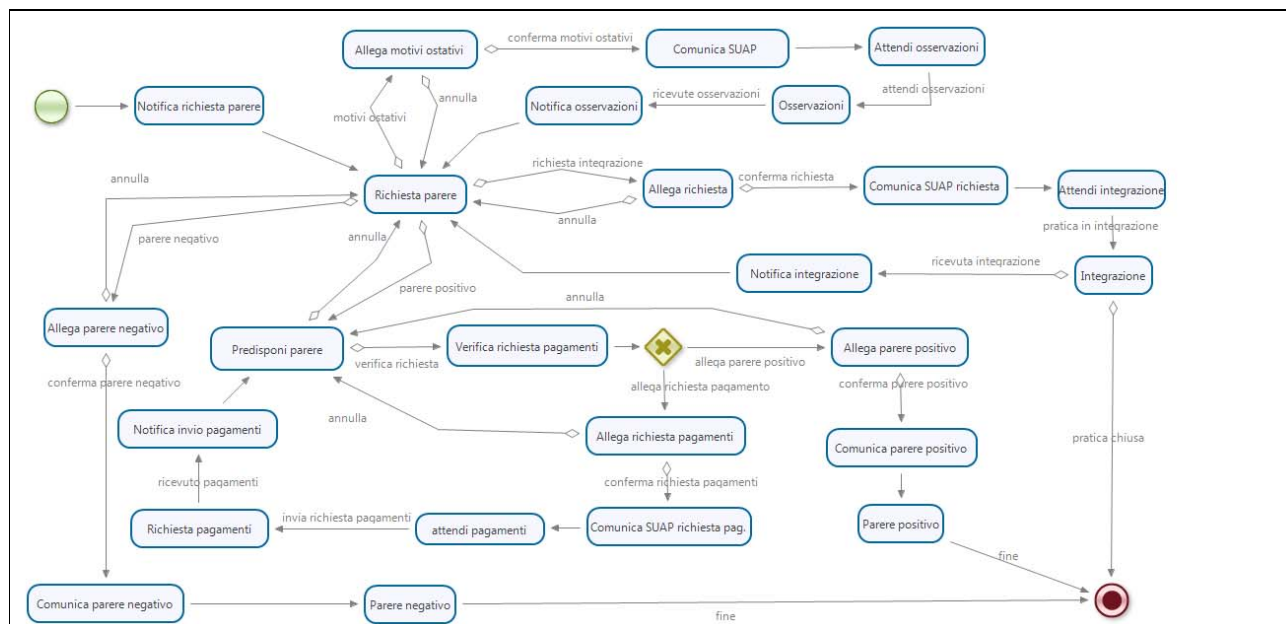 conferma motivi ostativi
Allega motivi ostativi
Comunica SUAP
Attendi osservazioni
annulla
ricevute osservazioni
attendi osservazioni
Notifica richiesta parere
Notifica osservazioni
Osservazioni
motivi ostativi
richiesta integrazione
annulla
conferma richiesta
Richiesta parere
Allega richiesta
Comunica SUAP richiesta
Attendi integrazione
annulla
annulla
parere negativo
pratica in integrazione
ricevuta integrazione
Notifica integrazione
Integrazione
parere positivo
annulla
Allega parere negativo
Predisponi parere
Verifica richiesta pagamenti
Allega parere positivo
verifica richiesta
allega parere positivo
conferma parere negativo
allega richiesta pagamento
conferma parere positivo
annulla
Notifica invio pagamenti
Allega richiesta pagamenti
pratica chiusa
Comunica parere positivo
ricevuto pagamenti
conferma richiesta pagamenti
invia richiesta pagamenti
Richiesta pagamenti
attendi pagamenti
Comunica SUAP richiesta pag.
Parere positivo
fine
Comunica parere negativo
Parere negativo
fine